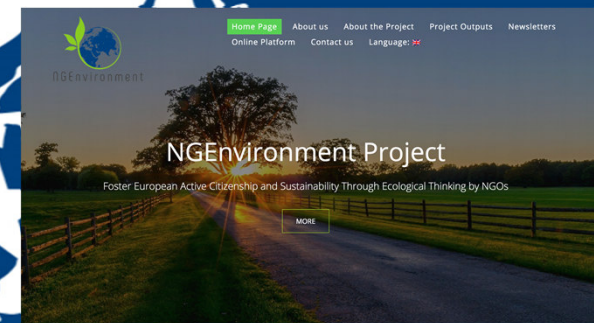 Home Page About us About the Project Project Outputs Newsletters
Online Platform Contact us Language:
NGEnvironment
NGEnvironment Project
Foster European Active Citizenship and Sustainability Through Ecological Thinking by NGOs
MORE